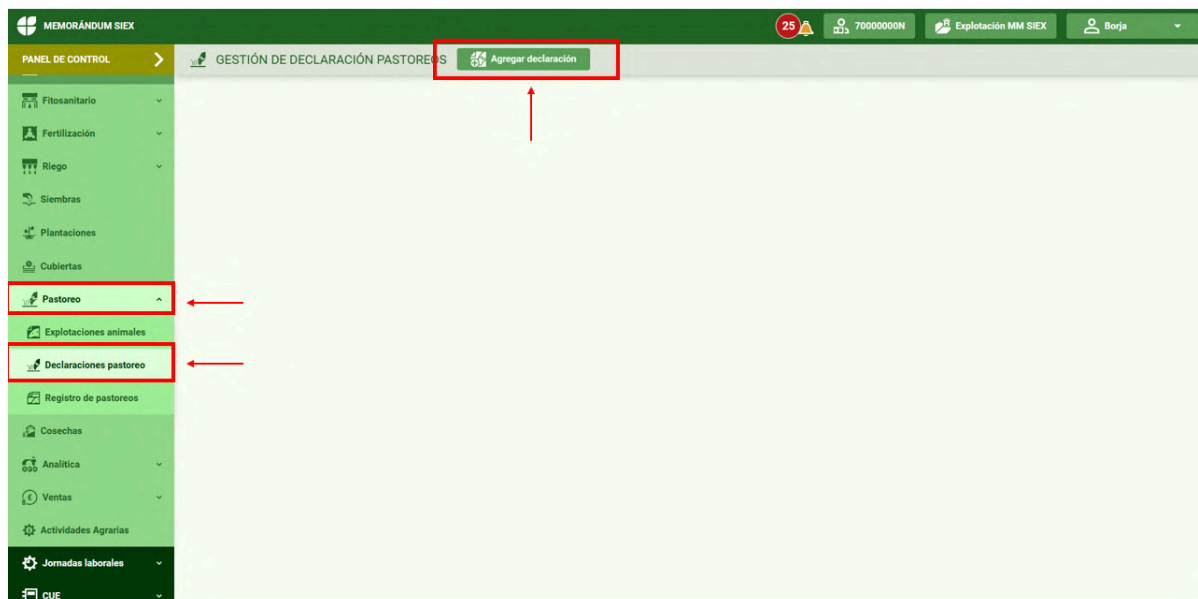 MEMORÁNDUM SIEX
25
70000000N
Explotación MM SIEX
Borja
PANEL DE CONTROL
GESTIÓN DE DECLARACIÓN PASTOREOS
Agregar declaración
Fitosanitario
Fertilización
Riego
Siembras
Plantaciones
Cubiertas
Pastoreo
Explotaciones animales
Declaraciones pastoreo
Registro de pastoreos
Cosechas
Analítica
Ventas
Actividades Agrarias
Jornadas laborales
CUE